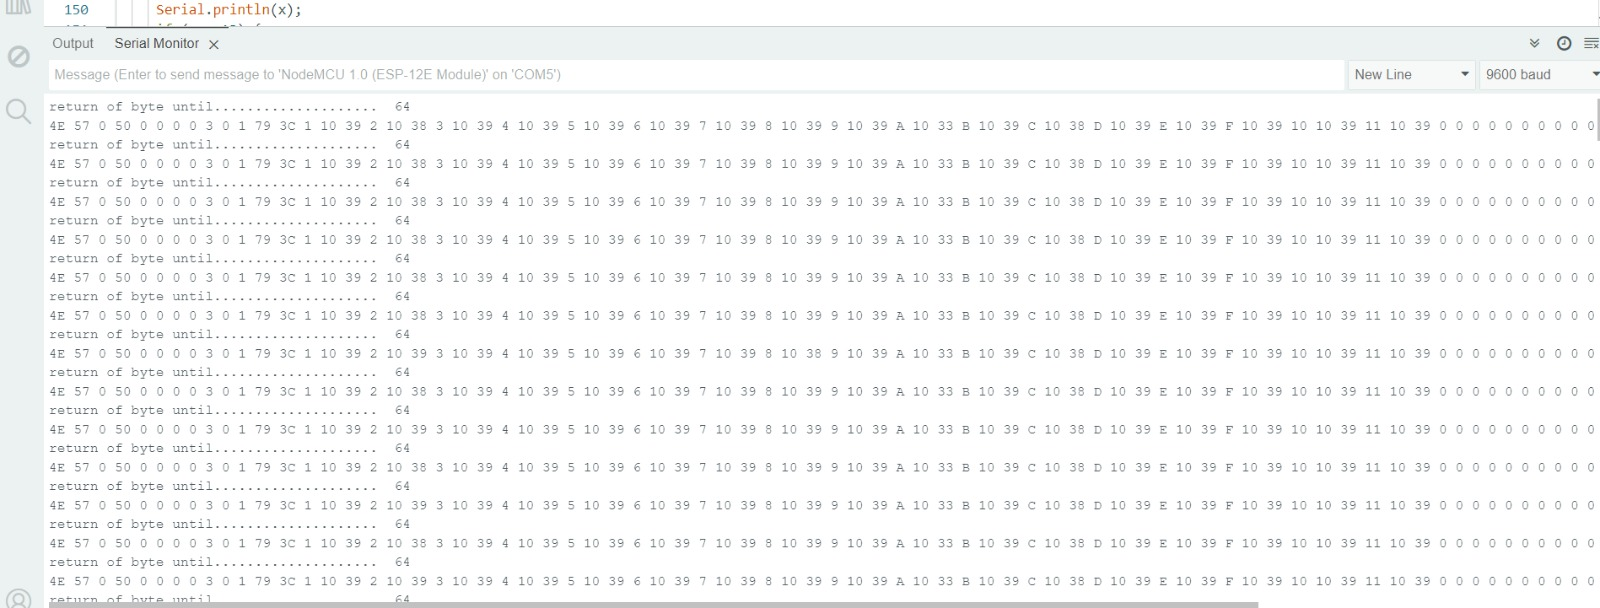 150 Serial.println(x);
Output Serial Monitor
Message (Enter to send message to 'NodeMCU 1.0 (ESP-12E Module)' on 'COM5') New Line 9600 baud
return of byte until.................... 64
4E 57 0 50 0 0 0 0 3 0 1 79 3C 1 10 39 2 10 38 3 10 39 4 10 39 5 10 39 6 10 39 7 10 39 8 10 39 9 10 39 A 10 33 B 10 39 C 10 38 D 10 39 E 10 39 F 10 39 10 10 39 11 10 39 0 0 0 0 0 0 0 0 0 0
return of byte until.................... 64
4E 57 0 50 0 0 0 0 3 0 1 79 3C 1 10 39 2 10 38 3 10 39 4 10 39 5 10 39 6 10 39 7 10 39 8 10 39 9 10 39 A 10 33 B 10 39 C 10 38 D 10 39 E 10 39 F 10 39 10 10 39 11 10 39 0 0 0 0 0 0 0 0 0 0
return of byte until.................... 64
4E 57 0 50 0 0 0 0 3 0 1 79 3C 1 10 39 2 10 38 3 10 39 4 10 39 5 10 39 6 10 39 7 10 39 8 10 39 9 10 39 A 10 33 B 10 39 C 10 38 D 10 39 E 10 39 F 10 39 10 10 39 11 10 39 0 0 0 0 0 0 0 0 0 0
return of byte until.................... 64
4E 57 0 50 0 0 0 0 3 0 1 79 3C 1 10 39 2 10 38 3 10 39 4 10 39 5 10 39 6 10 39 7 10 39 8 10 39 9 10 39 A 10 33 B 10 39 C 10 38 D 10 39 E 10 39 F 10 39 10 10 39 11 10 39 0 0 0 0 0 0 0 0 0 0
return of byte until.................... 64
4E 57 0 50 0 0 0 0 3 0 1 79 3C 1 10 39 2 10 38 3 10 39 4 10 39 5 10 39 6 10 39 7 10 39 8 10 39 9 10 39 A 10 33 B 10 39 C 10 38 D 10 39 E 10 39 F 10 39 10 10 39 11 10 39 0 0 0 0 0 0 0 0 0 0
return of byte until.................... 64
4E 57 0 50 0 0 0 0 3 0 1 79 3C 1 10 39 2 10 38 3 10 39 4 10 39 5 10 39 6 10 39 7 10 39 8 10 39 9 10 39 A 10 33 B 10 39 C 10 38 D 10 39 E 10 39 F 10 39 10 10 39 11 10 39 0 0 0 0 0 0 0 0 0 0
return of byte until.................... 64
4E 57 0 50 0 0 0 0 3 0 1 79 3C 1 10 39 2 10 39 3 10 39 4 10 39 5 10 39 6 10 39 7 10 39 8 10 38 9 10 39 A 10 33 B 10 39 C 10 38 D 10 39 E 10 39 F 10 39 10 10 39 11 10 39 0 0 0 0 0 0 0 0 0 0
return of byte until.................... 64
4E 57 0 50 0 0 0 0 3 0 1 79 3C 1 10 39 2 10 38 3 10 39 4 10 39 5 10 39 6 10 39 7 10 39 8 10 39 9 10 39 A 10 33 B 10 39 C 10 38 D 10 39 E 10 39 F 10 39 10 10 39 11 10 39 0 0 0 0 0 0 0 0 0 0
return of byte until.................... 64
4E 57 0 50 0 0 0 0 3 0 1 79 3C 1 10 39 2 10 39 3 10 39 4 10 39 5 10 39 6 10 39 7 10 39 8 10 39 9 10 39 A 10 33 B 10 39 C 10 38 D 10 39 E 10 39 F 10 39 10 10 39 11 10 39 0 0 0 0 0 0 0 0 0 0
return of byte until.................... 64
4E 57 0 50 0 0 0 0 3 0 1 79 3C 1 10 39 2 10 38 3 10 39 4 10 39 5 10 39 6 10 39 7 10 39 8 10 39 9 10 39 A 10 33 B 10 39 C 10 38 D 10 39 E 10 39 F 10 39 10 10 39 11 10 39 0 0 0 0 0 0 0 0 0 0
return of byte until.................... 64
4E 57 0 50 0 0 0 0 3 0 1 79 3C 1 10 39 2 10 39 3 10 39 4 10 39 5 10 39 6 10 39 7 10 39 8 10 39 9 10 39 A 10 33 B 10 39 C 10 38 D 10 39 E 10 39 F 10 39 10 10 39 11 10 39 0 0 0 0 0 0 0 0 0 0
return of byte until.................... 64
4E 57 0 50 0 0 0 0 3 0 1 79 3C 1 10 39 2 10 38 3 10 39 4 10 39 5 10 39 6 10 39 7 10 39 8 10 39 9 10 39 A 10 33 B 10 39 C 10 38 D 10 39 E 10 39 F 10 39 10 10 39 11 10 39 0 0 0 0 0 0 0 0 0 0
return of byte until.................... 64
4E 57 0 50 0 0 0 0 3 0 1 79 3C 1 10 39 2 10 39 3 10 39 4 10 39 5 10 39 6 10 39 7 10 39 8 10 39 9 10 39 A 10 33 B 10 39 C 10 38 D 10 39 E 10 39 F 10 39 10 10 39 11 10 39 0 0 0 0 0 0 0 0 0 0
return of byte until.................... 64